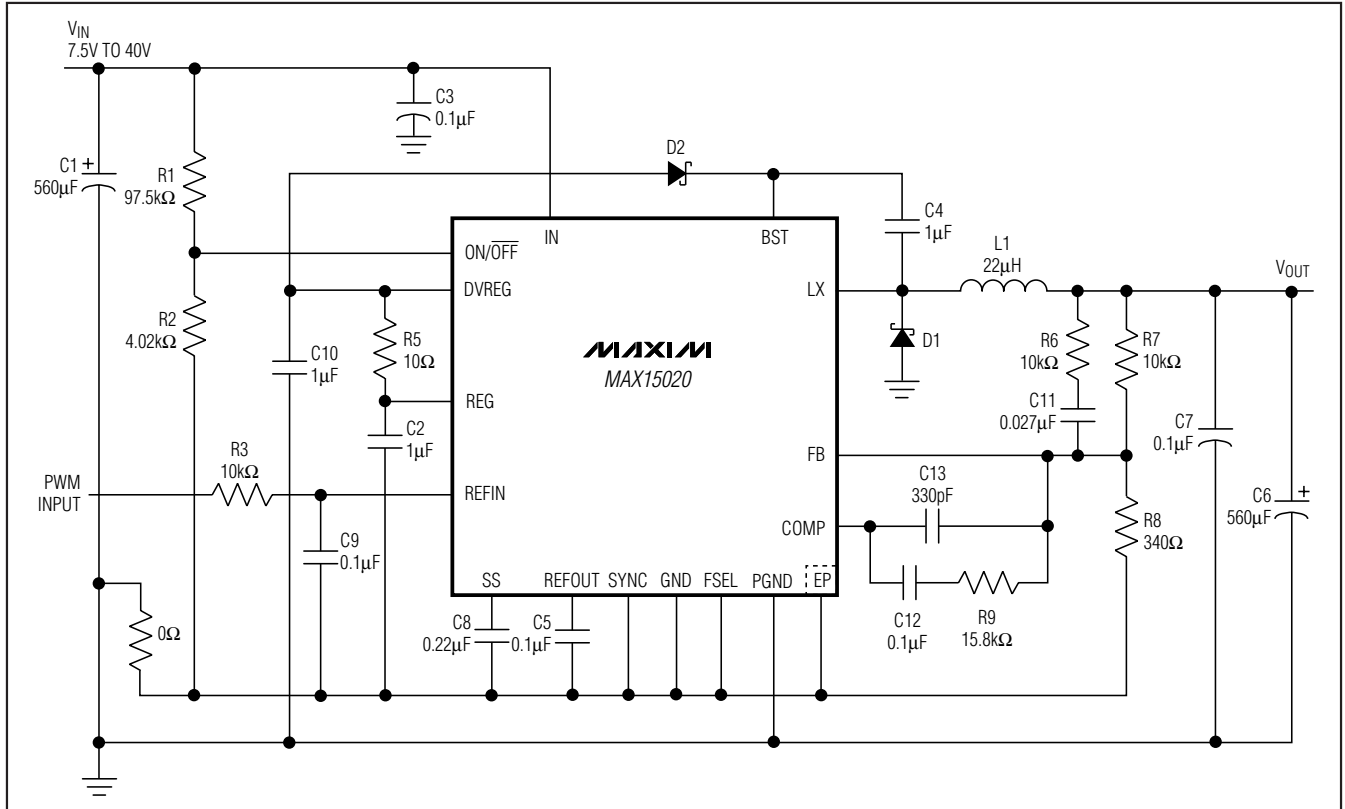 VIN
7.5V TO 40V
C3
0.1µF
D2
C1
+
560µF
R1
97.5kΩ
C4
1µF
IN
BST
L1
22µH
ON/OFF
VOUT
DVREG
LX
R2
4.02kΩ
R5
10Ω
MAXIM
MAX15020
D1
R6
10kΩ
R7
10kΩ
C10
1µF
REG
C11
0.027µF
C2
1µF
C7
0.1µF
R3
10kΩ
FB
PWM
INPUT
REFIN
C13
330pF
C6
+
560µF
COMP
R8
340Ω
C9
0.1µF
SS
REFOUT
SYNC
GND
FSEL
PGND
EP
0Ω
C8
0.22µF
C5
0.1µF
C12
0.1µF
R9
15.8kΩ